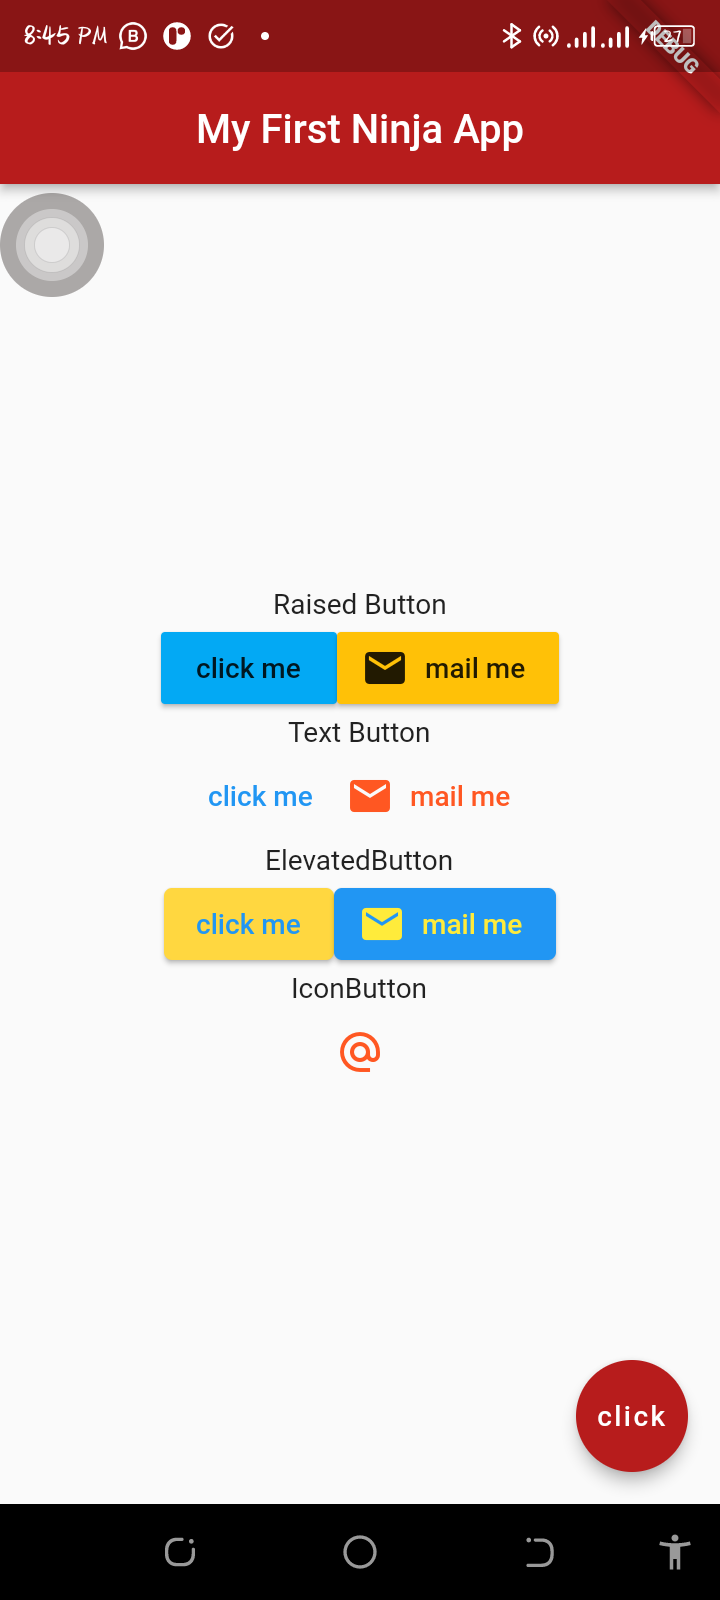 8:45 PM
DEBUG
My First Ninja App
Raised Button
click me mail me
Text Button
click me mail me
ElevatedButton
click me mail me
IconButton
click